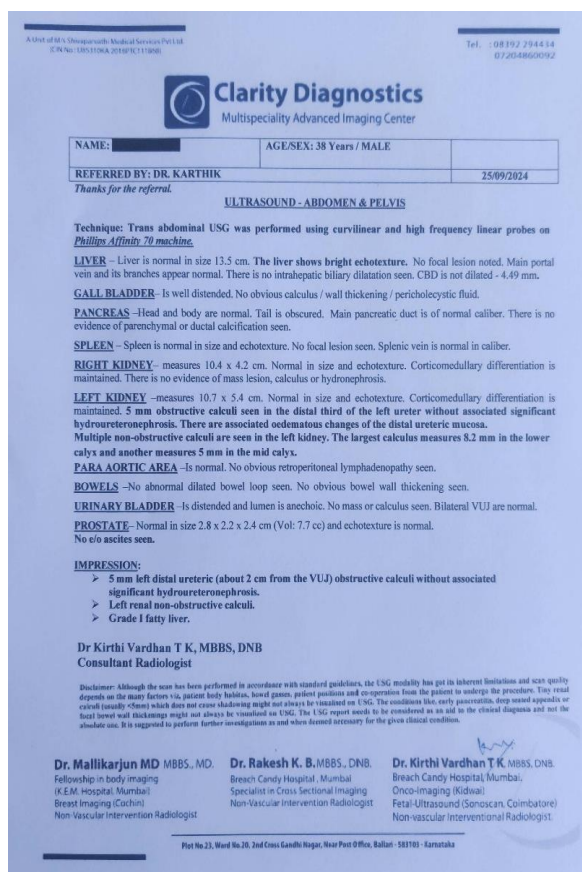 A Unit of M/s Shivaparvathi Medical Services Pvt Ltd
Tel. : 08392 294434
07204860092
Clarity Diagnostics
Multispeciality Advanced Imaging Center
NAME:
AGE/SEX: 38 Years / MALE
REFERRED BY: DR. KARTHIK
25/09/2024
Thanks for the referral.
ULTRASOUND - ABDOMEN & PELVIS
Technique: Trans abdominal USG was performed using curvilinear and high frequency linear probes on
Phillips Affinity 70 machine.
LIVER – Liver is normal in size 13.5 cm. The liver shows bright echotexture. No focal lesion noted. Main portal
vein and its branches appear normal. There is no intrahepatic biliary dilatation seen. CBD is not dilated - 4.49 mm.
GALL BLADDER– Is well distended. No obvious calculus / wall thickening / pericholecystic fluid.
PANCREAS –Head and body are normal. Tail is obscured. Main pancreatic duct is of normal caliber. There is no
evidence of parenchymal or ductal calcification seen.
SPLEEN – Spleen is normal in size and echotexture. No focal lesion seen. Splenic vein is normal in caliber.
RIGHT KIDNEY– measures 10.4 x 4.2 cm. Normal in size and echotexture. Corticomedullary differentiation is
maintained. There is no evidence of mass lesion, calculus or hydronephrosis.
LEFT KIDNEY –measures 10.7 x 5.4 cm. Normal in size and echotexture. Corticomedullary differentiation is
maintained. 5 mm obstructive calculi seen in the distal third of the left ureter without associated significant
hydroureteronephrosis. There are associated oedematous changes of the distal ureteric mucosa.
Multiple non-obstructive calculi are seen in the left kidney. The largest calculus measures 8.2 mm in the lower
calyx and another measures 5 mm in the mid calyx.
PARA AORTIC AREA –Is normal. No obvious retroperitoneal lymphadenopathy seen.
BOWELS –No abnormal dilated bowel loop seen. No obvious bowel wall thickening seen.
URINARY BLADDER –Is distended and lumen is anechoic. No mass or calculus seen. Bilateral VUJ are normal.
PROSTATE– Normal in size 2.8 x 2.2 x 2.4 cm (Vol: 7.7 cc) and echotexture is normal.
No e/o ascites seen.
IMPRESSION:
➢ 5 mm left distal ureteric (about 2 cm from the VUJ) obstructive calculi without associated
significant hydroureteronephrosis.
➢ Left renal non-obstructive calculi.
➢ Grade I fatty liver.
Dr Kirthi Vardhan T K, MBBS, DNB
Consultant Radiologist
Disclaimer: Although the scan has been performed in accordance with standard guidelines, the USG modality has got its inherent limitations and scan quality
depends on the many factors viz, patient body habitus, bowel gasses, patient positions and co-operation from the patient to undergo the procedure. Tiny renal
calculi (usually <5mm) which does not cause shadowing might not always be visualized on USG. The conditions like, early pancreatitis, deep seated appendix or
focal bowel wall thickenings might not always be visualized on USG. The USG report needs to be considered as an aid to the clinical diagnosis and not the
absolute one. It is suggested to perform further investigations as and when deemed necessary for the given clinical condition.
Dr. Mallikarjun MD MBBS., MD.
Fellowship in body imaging
(K.E.M. Hospital, Mumbai)
Breast Imaging (Cochin)
Non-Vascular Intervention Radiologist
Dr. Rakesh K. B. MBBS., DNB.
Breach Candy Hospital, Mumbai
Specialist in Cross Sectional Imaging
Non-Vascular Intervention Radiologist
Dr. Kirthi Vardhan T K MBBS, DNB.
Breach Candy Hospital, Mumbai.
Onco-Imaging (Kidwai)
Fetal-Ultrasound (Sonoscan, Coimbatore)
Non-vascular Interventional Radiologist
Plot No.23, Ward No.20, 2nd Cross Gandhi Nagar, Near Post Office, Ballari - 583103 - Karnataka